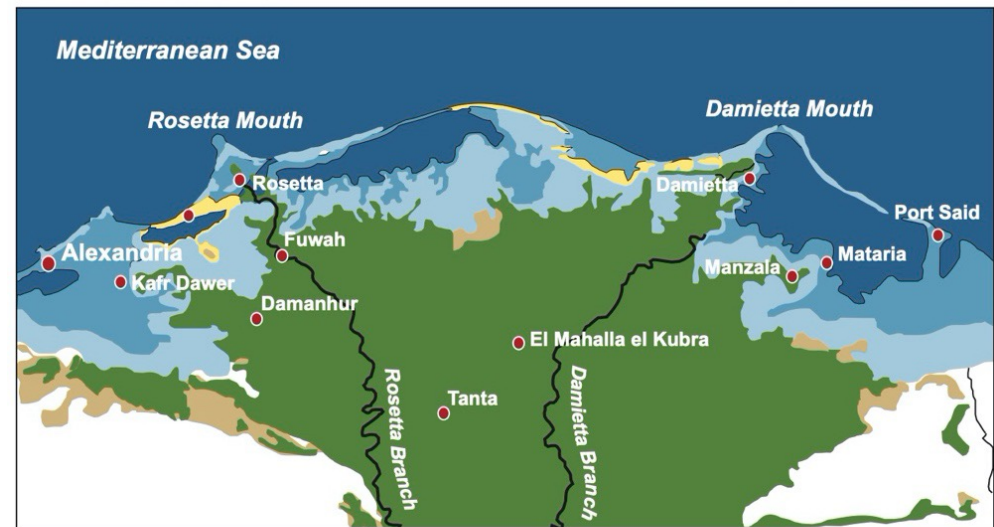 Mediterranean Sea
Rosetta Mouth
Damietta Mouth
Rosetta
Damietta
Port Said
Fuwah
Alexandria
Mataria
Manzala
Kafr Dawer
Damanhur
El Mahalla el Kubra
Tanta
Rosetta Branch
Damietta Branch